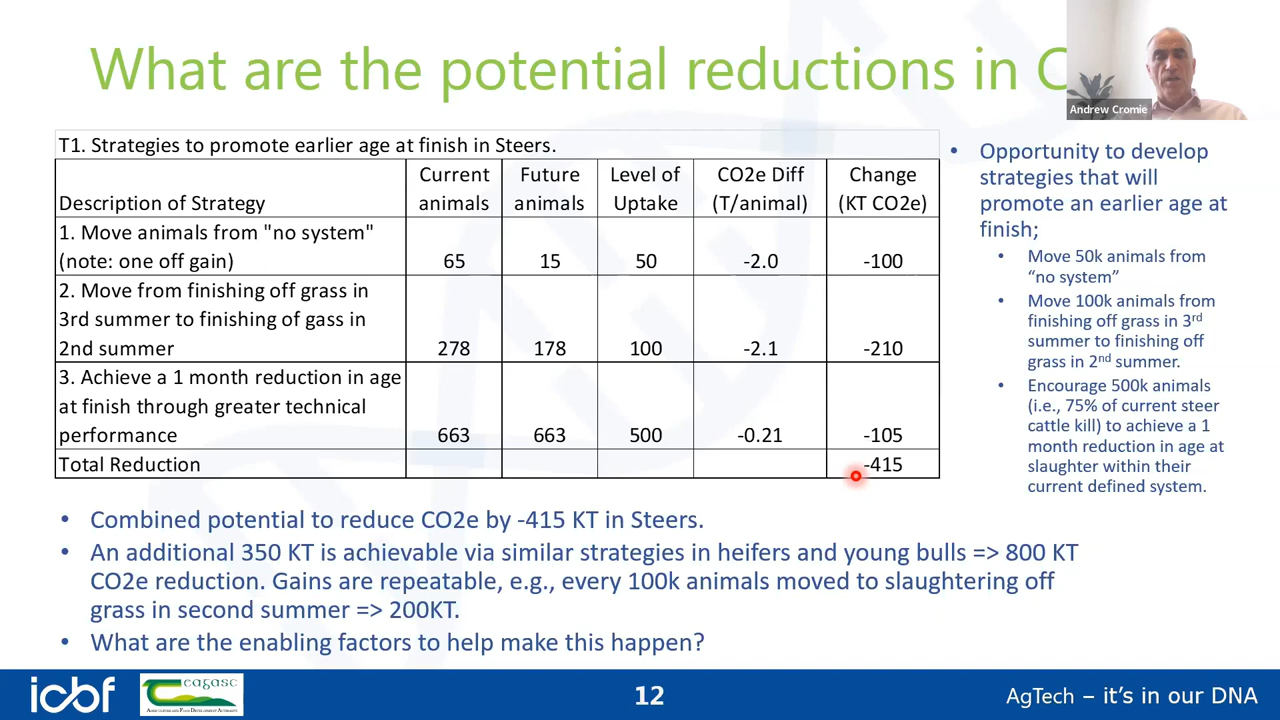 What are the potential reductions in C
Andrew Cromie
T1. Strategies to promote earlier age at finish in Steers.
Description of Strategy | Current animals | Future animals | Level of Uptake | CO2e Diff (T/animal) | Change (KT CO2e)
1. Move animals from "no system"
(note: one off gain) 65 15 50 -2.0 -100
2. Move from finishing off grass in
3rd summer to finishing of gass in
2nd summer 278 178 100 -2.1 -210
3. Achieve a 1 month reduction in age
at finish through greater technical
performance 663 663 500 -0.21 -105
Total Reduction -415
• Opportunity to develop
strategies that will
promote an earlier age at
finish;
• Move 50k animals from
“no system”
• Move 100k animals from
finishing off grass in 3rd
summer to finishing off
grass in 2nd summer.
• Encourage 500k animals
(i.e., 75% of current steer
cattle kill) to achieve a 1
month reduction in age at
slaughter within their
current defined system.
• Combined potential to reduce CO2e by -415 KT in Steers.
• An additional 350 KT is achievable via similar strategies in heifers and young bulls => 800 KT
CO2e reduction. Gains are repeatable, e.g., every 100k animals moved to slaughtering off
grass in second summer => 200KT.
• What are the enabling factors to help make this happen?
icbf
teagasc
Agriculture and Food Development Authority
12
AgTech – it’s in our DNA